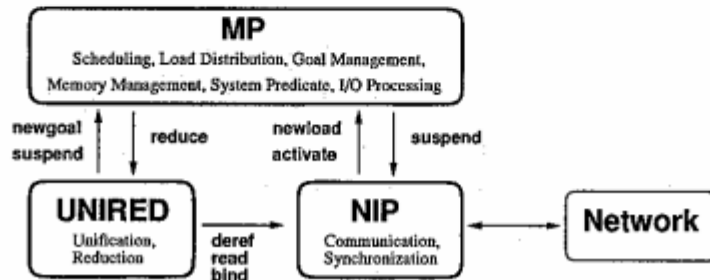 MP
Scheduling, Load Distribution, Goal Management,
Memory Management, System Predicate, I/O Processing
newgoal
suspend
reduce
newload
activate
suspend
UNIRED
Unification,
Reduction
deref
read
bind
NIP
Communication,
Synchronization
Network